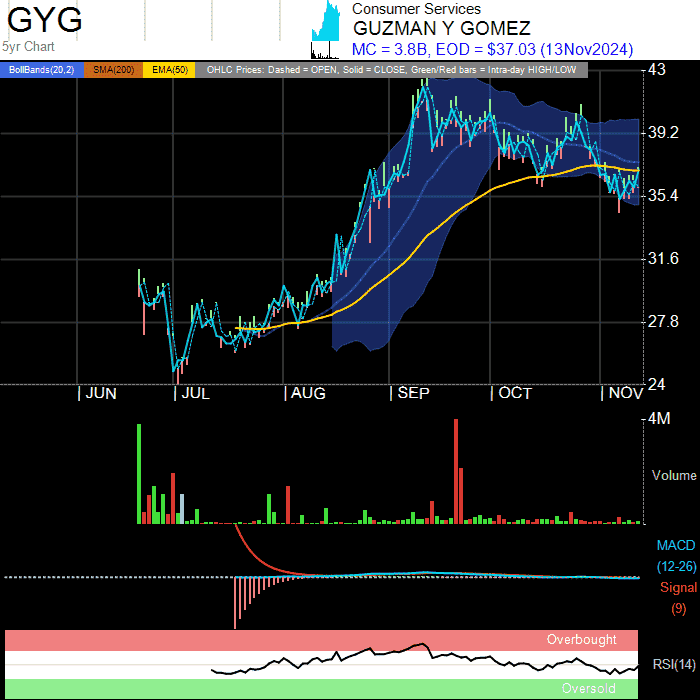 GYG
5yr Chart
Consumer Services
GUZMAN Y GOMEZ
MC = 3.8B, EOD = $37.03 (13Nov2024)
BollBands(20,2) SMA(200) EMA(50) OHLC Prices: Dashed = OPEN, Solid = CLOSE, Green/Red bars = Intra-day HIGH/LOW
43
39.2
35.4
31.6
27.8
24
| JUN | JUL | AUG | SEP | OCT | NOV
4M
Volume
MACD
(12-26)
Signal
(9)
Overbought
RSI(14)
Oversold